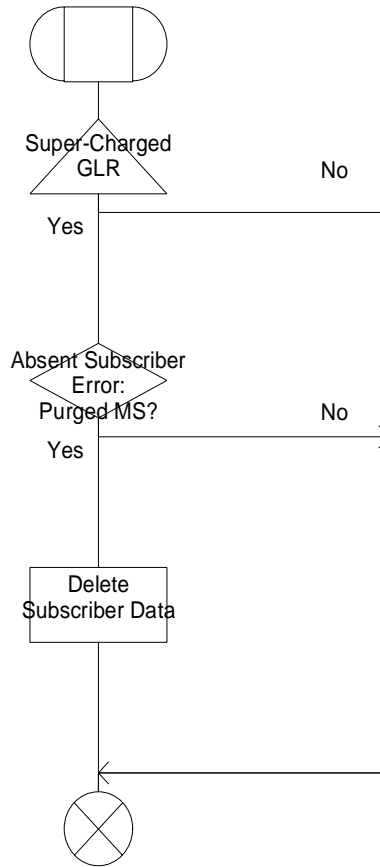 Super-Charged
GLR
No
Yes
Absent Subscriber
Error:
Purged MS?
No
Yes
Delete
Subscriber Data